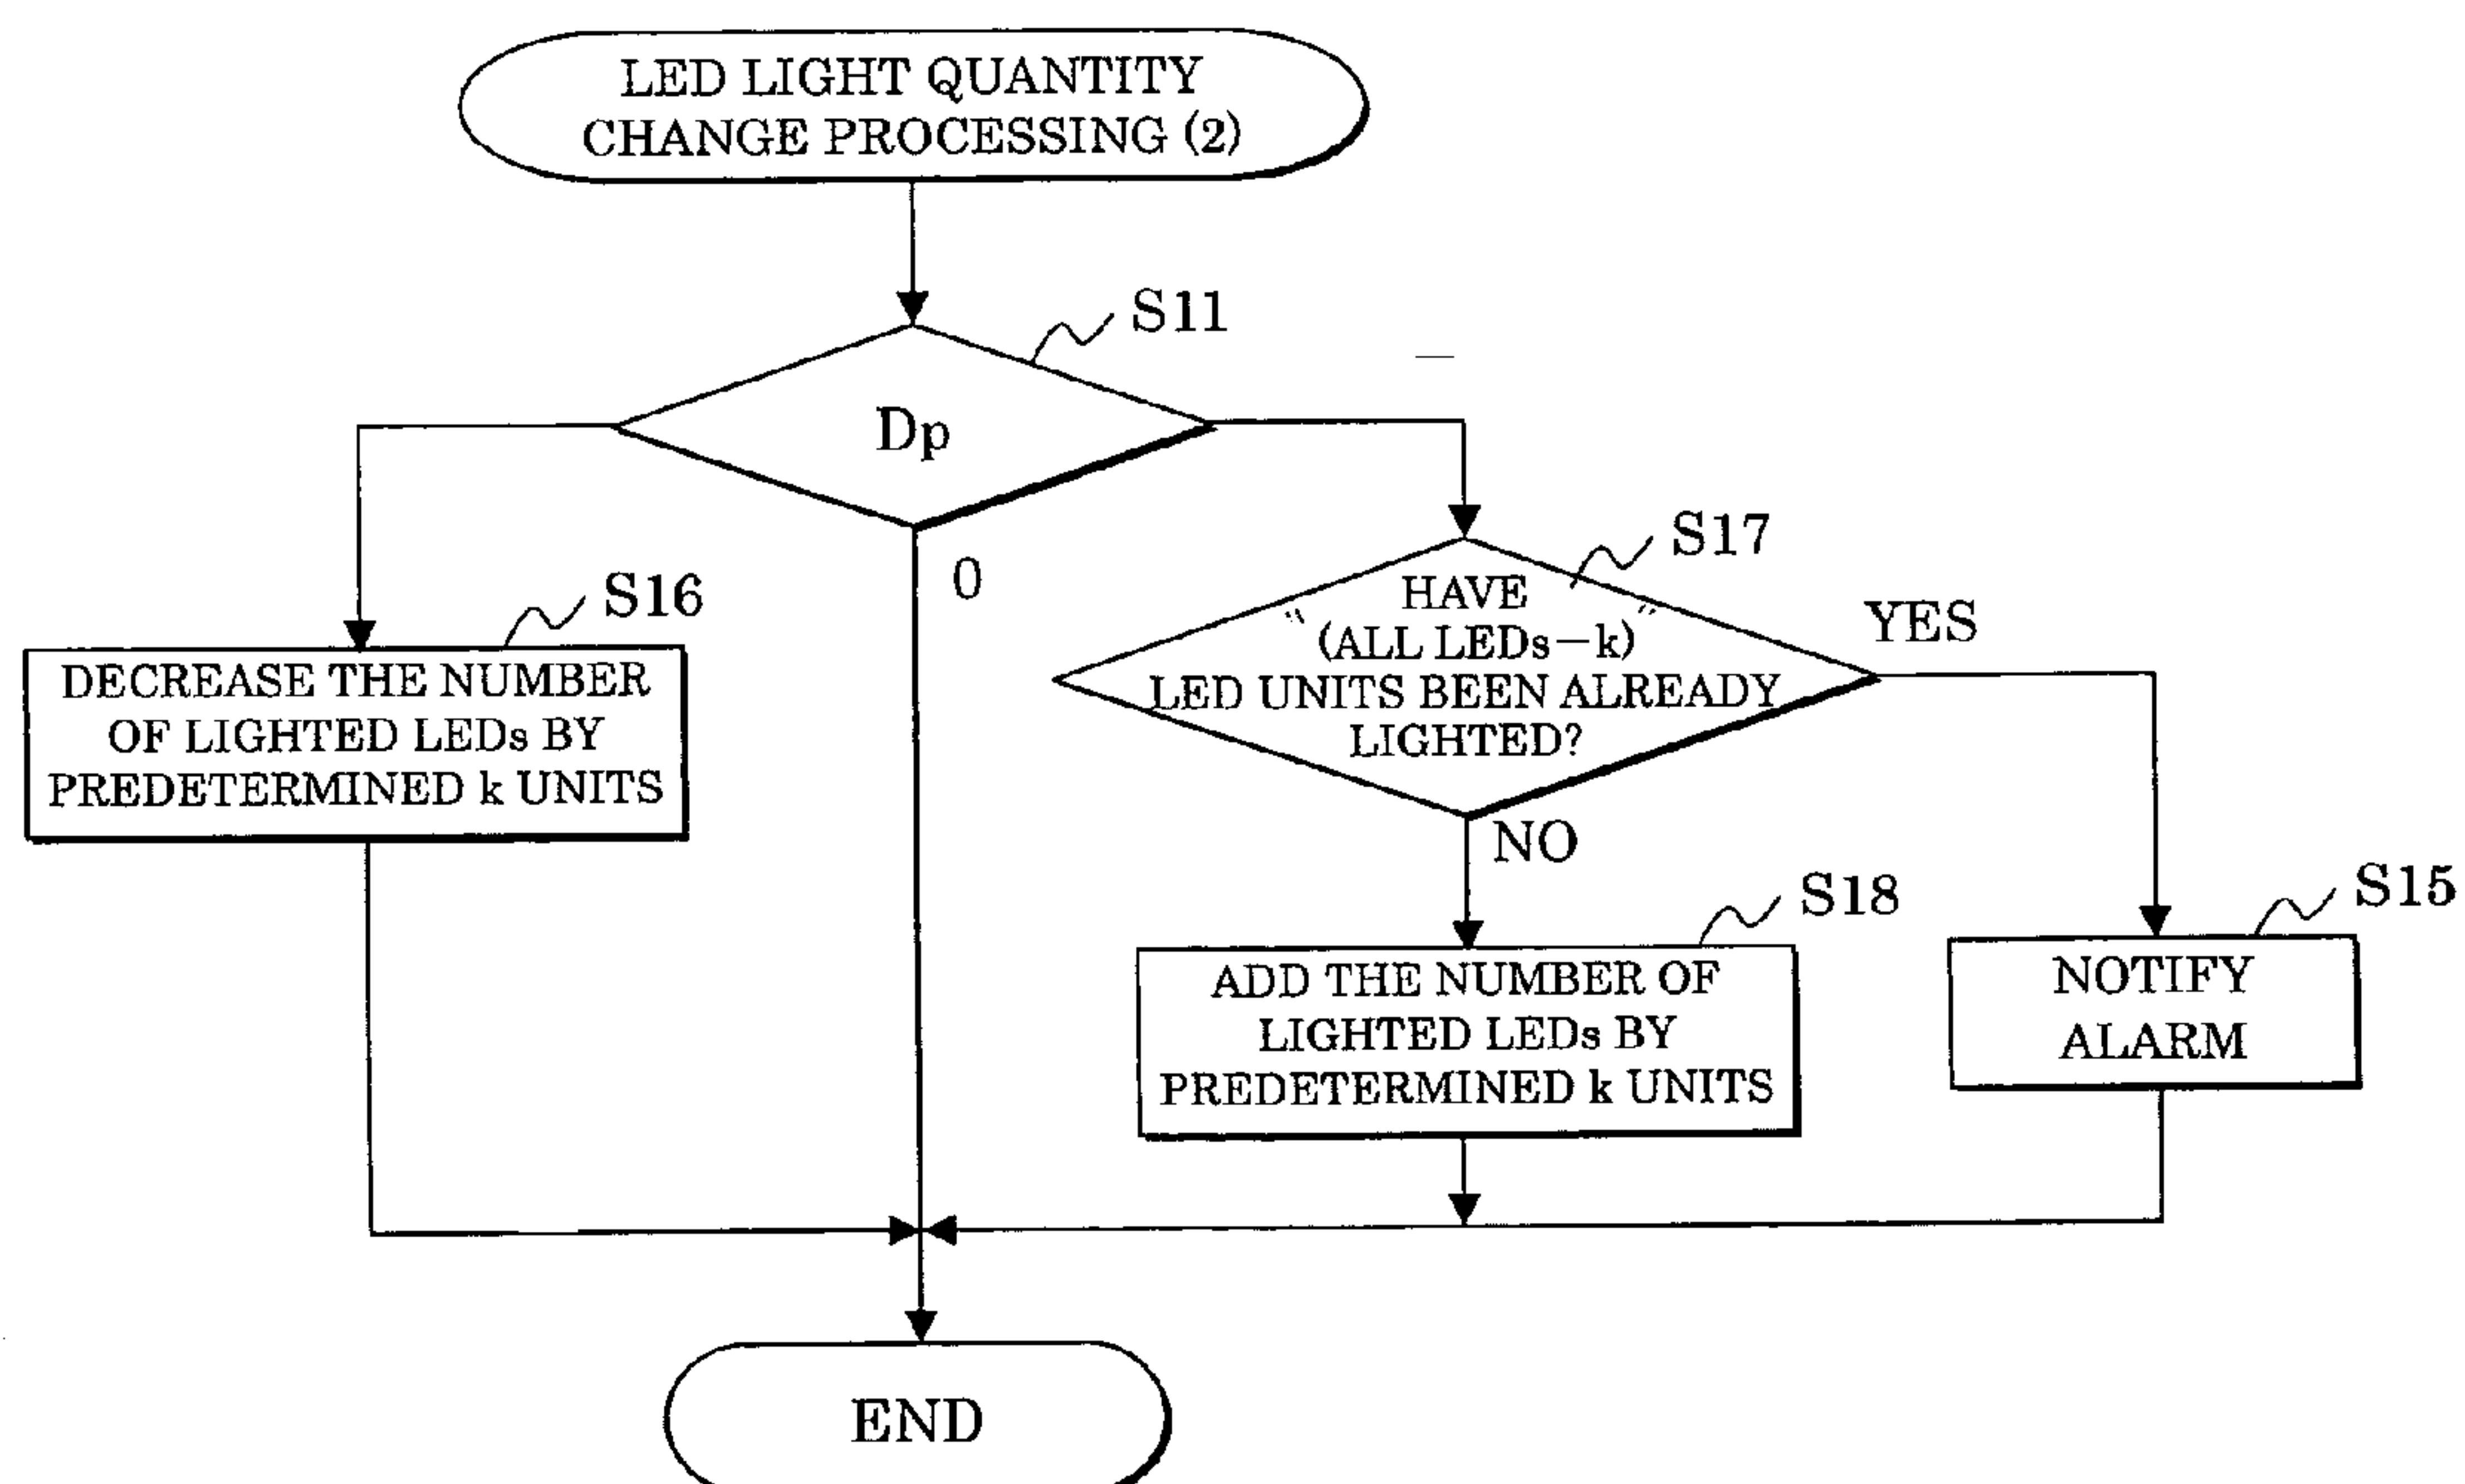 LED LIGHT QUANTITY
CHANGE PROCESSING (2)
S11
Dp
0
S16
DECREASE THE NUMBER
OF LIGHTED LEDs BY
PREDETERMINED k UNITS
S17
HAVE
"(ALL LEDs—k)"
LED UNITS BEEN ALREADY
LIGHTED?
YES
NO
S18
ADD THE NUMBER OF
LIGHTED LEDs BY
PREDETERMINED k UNITS
S15
NOTIFY
ALARM
END